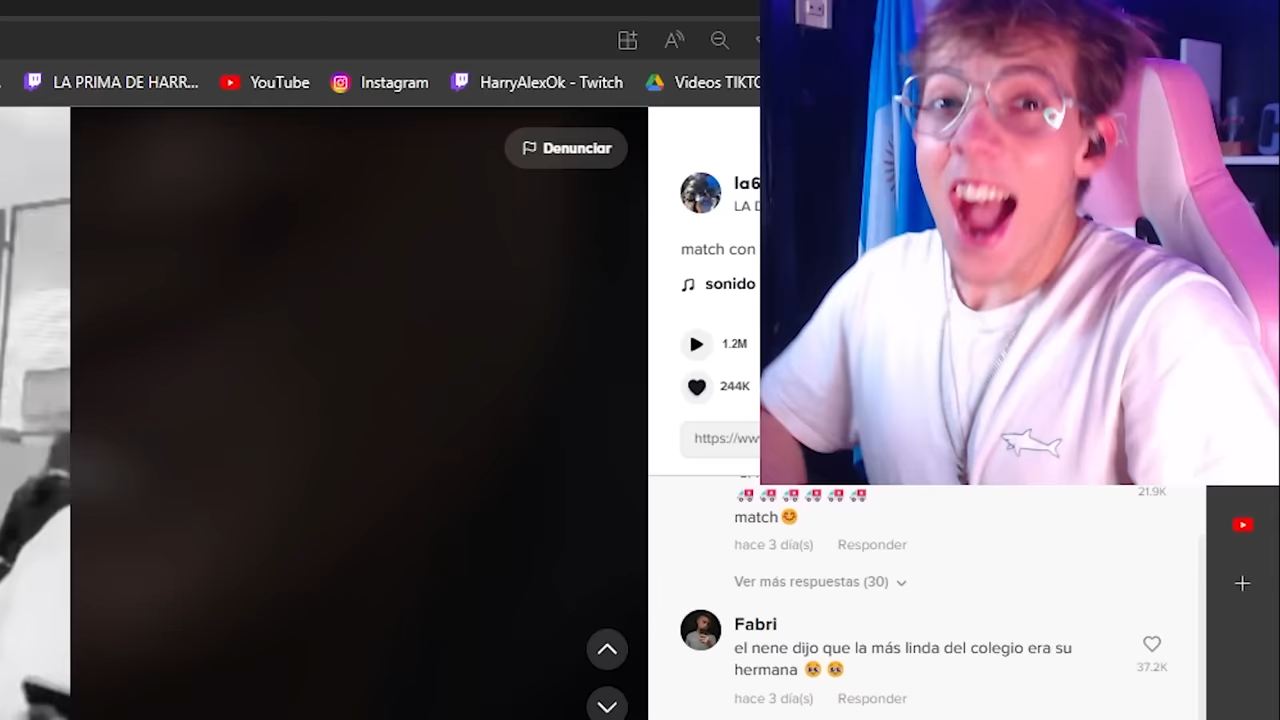 LA PRIMA DE HARR...
YouTube
Instagram
HarryAlexOk - Twitch
Videos TIKTO
Denunciar
la6
LA D
match con
sonido
1.2M
244K
https://ww
21.9K
match😊
hace 3 día(s) Responder
Ver más respuestas (30)
Fabri
el nene dijo que la más linda del colegio era su
hermana 🥺 🥺
37.2K
hace 3 día(s) Responder